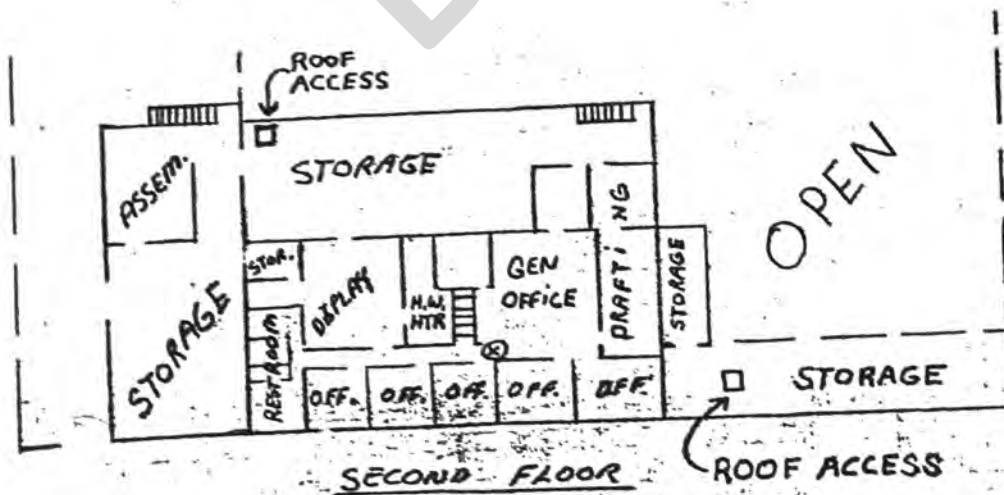 ROOF
ACCESS
ASSEM.
STORAGE
DRAFTING
OPEN
STOR.
DISPLAY
H.W.
HTR
GEN
OFFICE
STORAGE
STORAGE
RESTROOM
OFF.
OFF.
OFF.
OFF.
OFF.
STORAGE
SECOND FLOOR
ROOF ACCESS